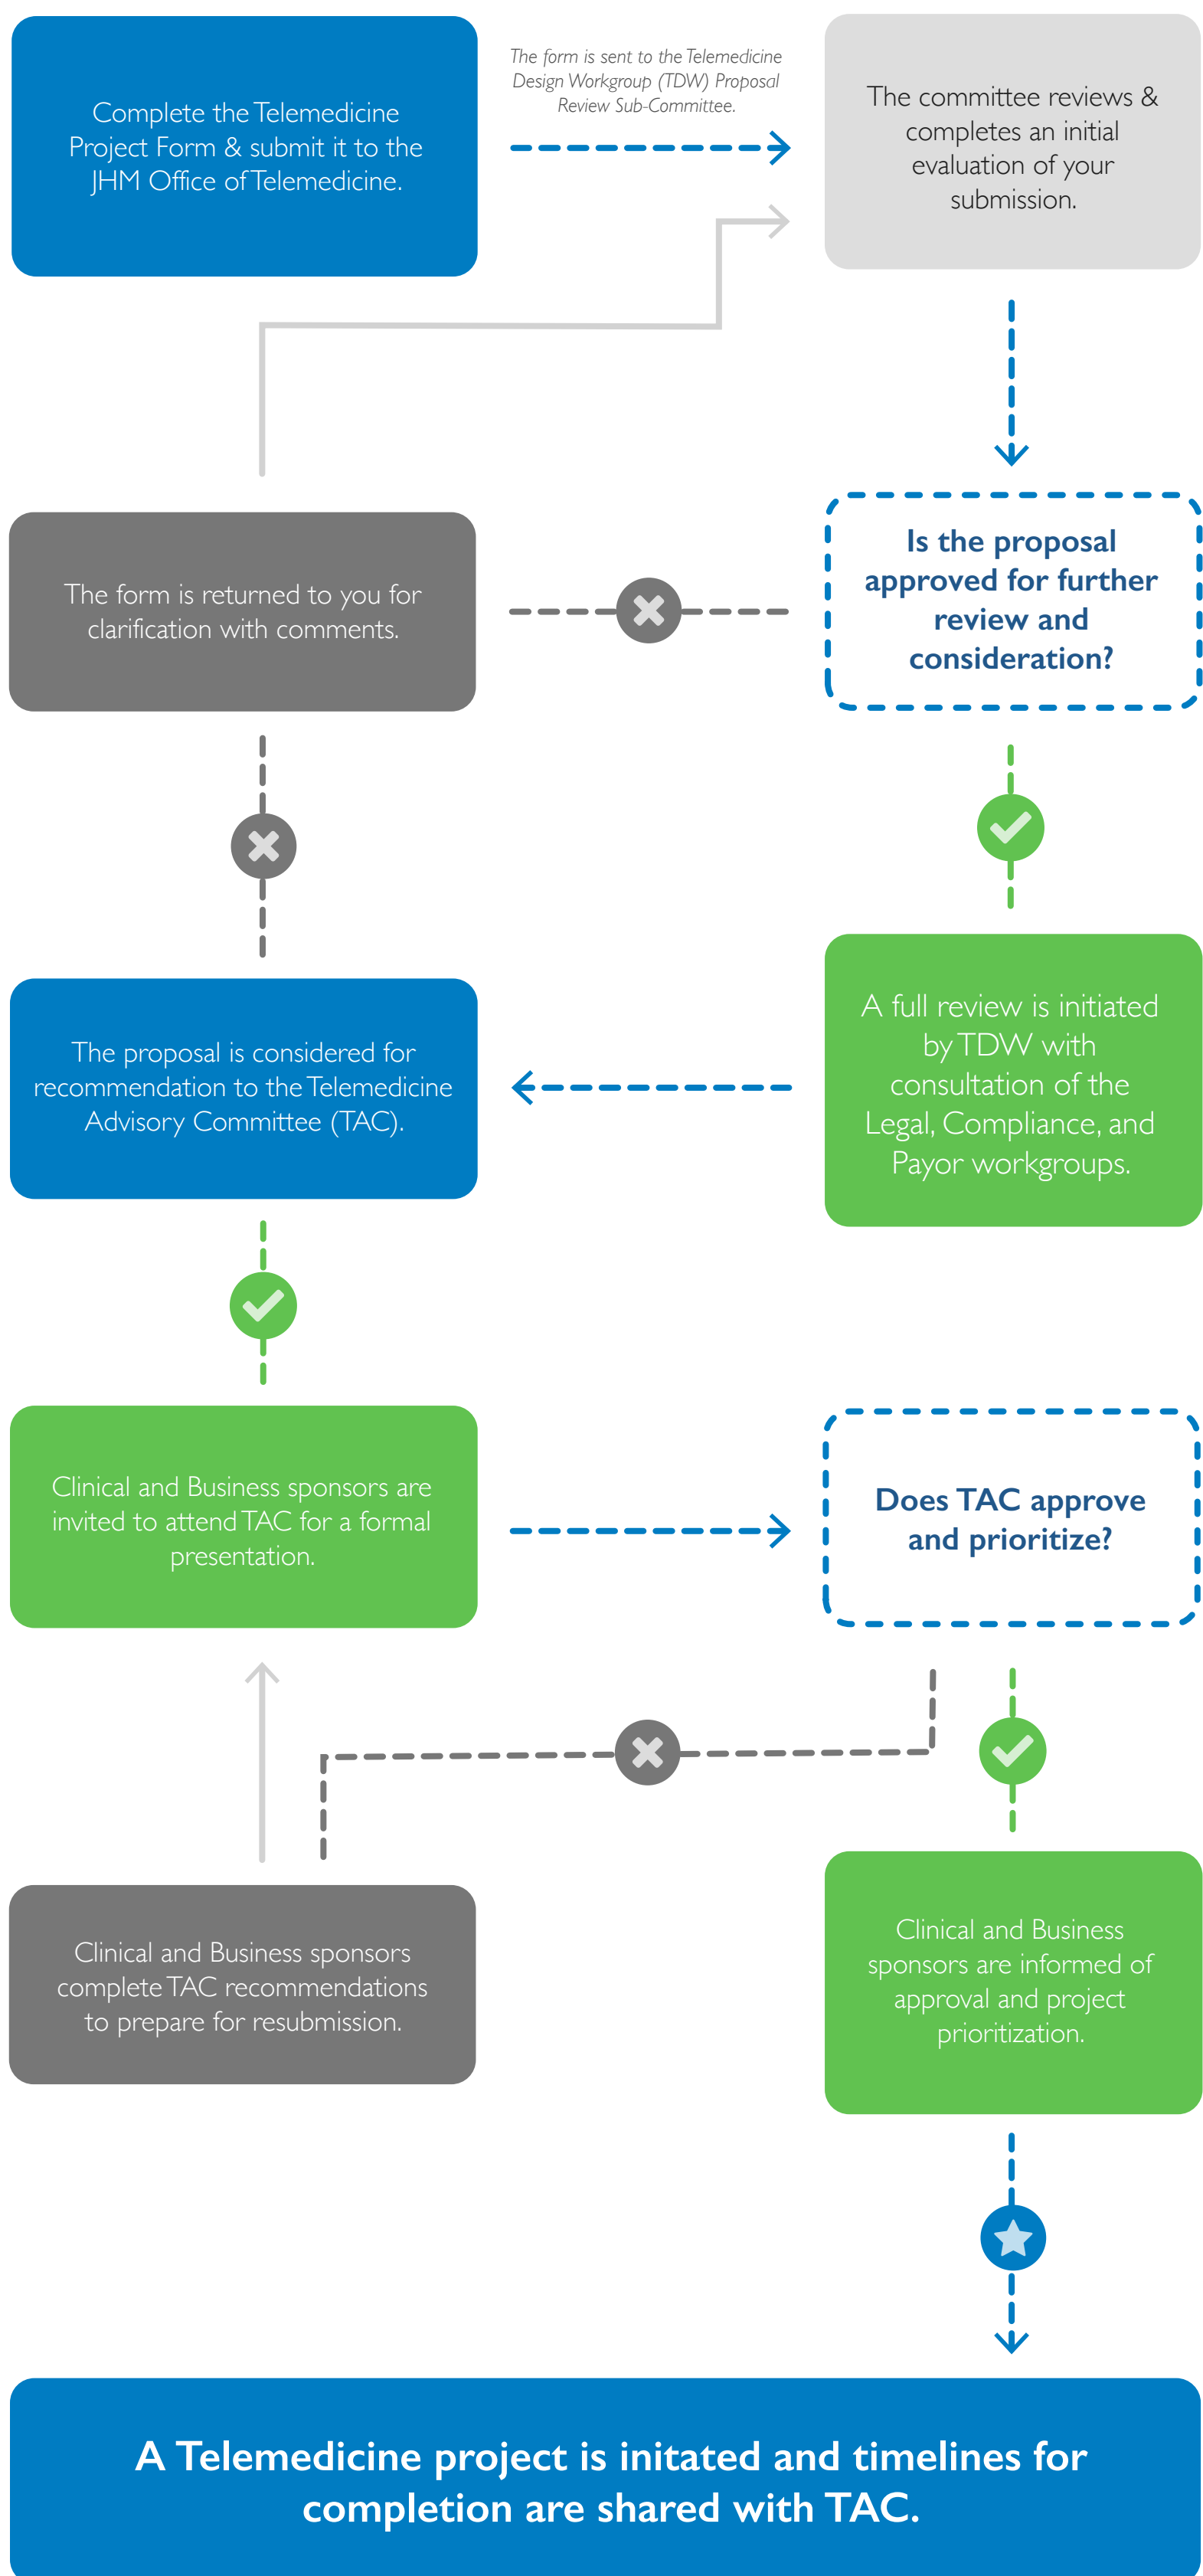 Complete the Telemedicine
Project Form & submit it to the
JHM Office of Telemedicine.
The form is sent to the Telemedicine
Design Workgroup (TDW) Proposal
Review Sub-Committee.
The committee reviews &
completes an initial
evaluation of your
submission.
The form is returned to you for
clarification with comments.
Is the proposal
approved for further
review and
consideration?
The proposal is considered for
recommendation to the Telemedicine
Advisory Committee (TAC).
A full review is initiated
by TDW with
consultation of the
Legal, Compliance, and
Payor workgroups.
Clinical and Business sponsors are
invited to attend TAC for a formal
presentation.
Does TAC approve
and prioritize?
Clinical and Business sponsors
complete TAC recommendations
to prepare for resubmission.
Clinical and Business
sponsors are informed of
approval and project
prioritization.
A Telemedicine project is initated and timelines for
completion are shared with TAC.